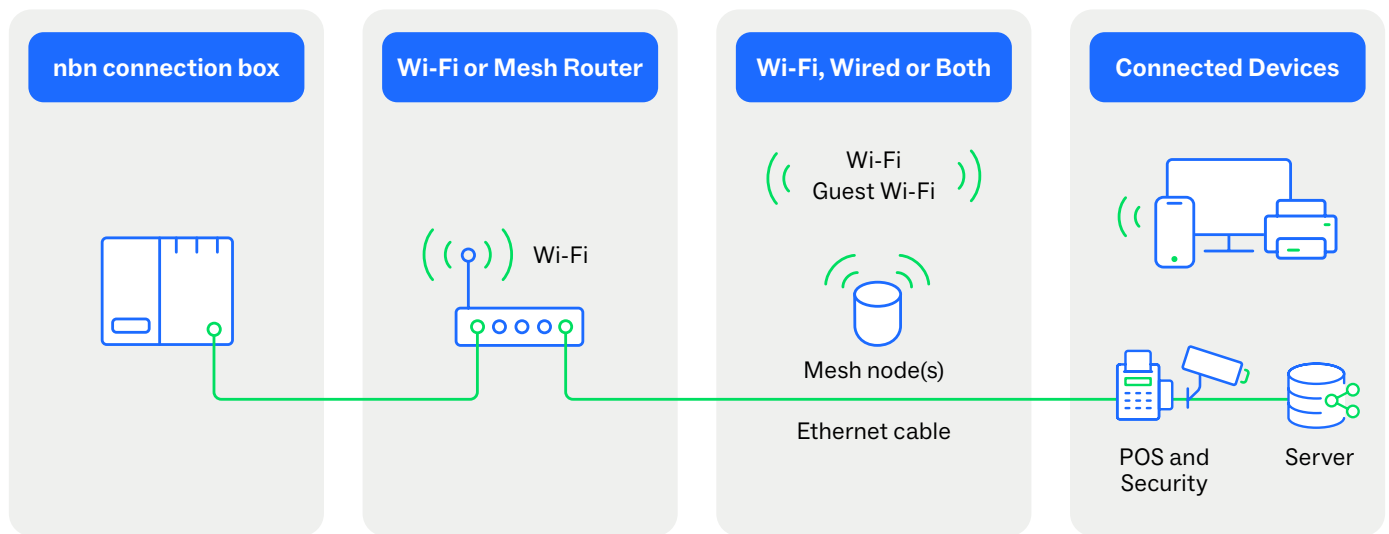 nbn connection box
Wi-Fi or Mesh Router
Wi-Fi, Wired or Both
Connected Devices
Wi-Fi
Wi-Fi
Guest Wi-Fi
Mesh node(s)
Ethernet cable
POS and
Security
Server